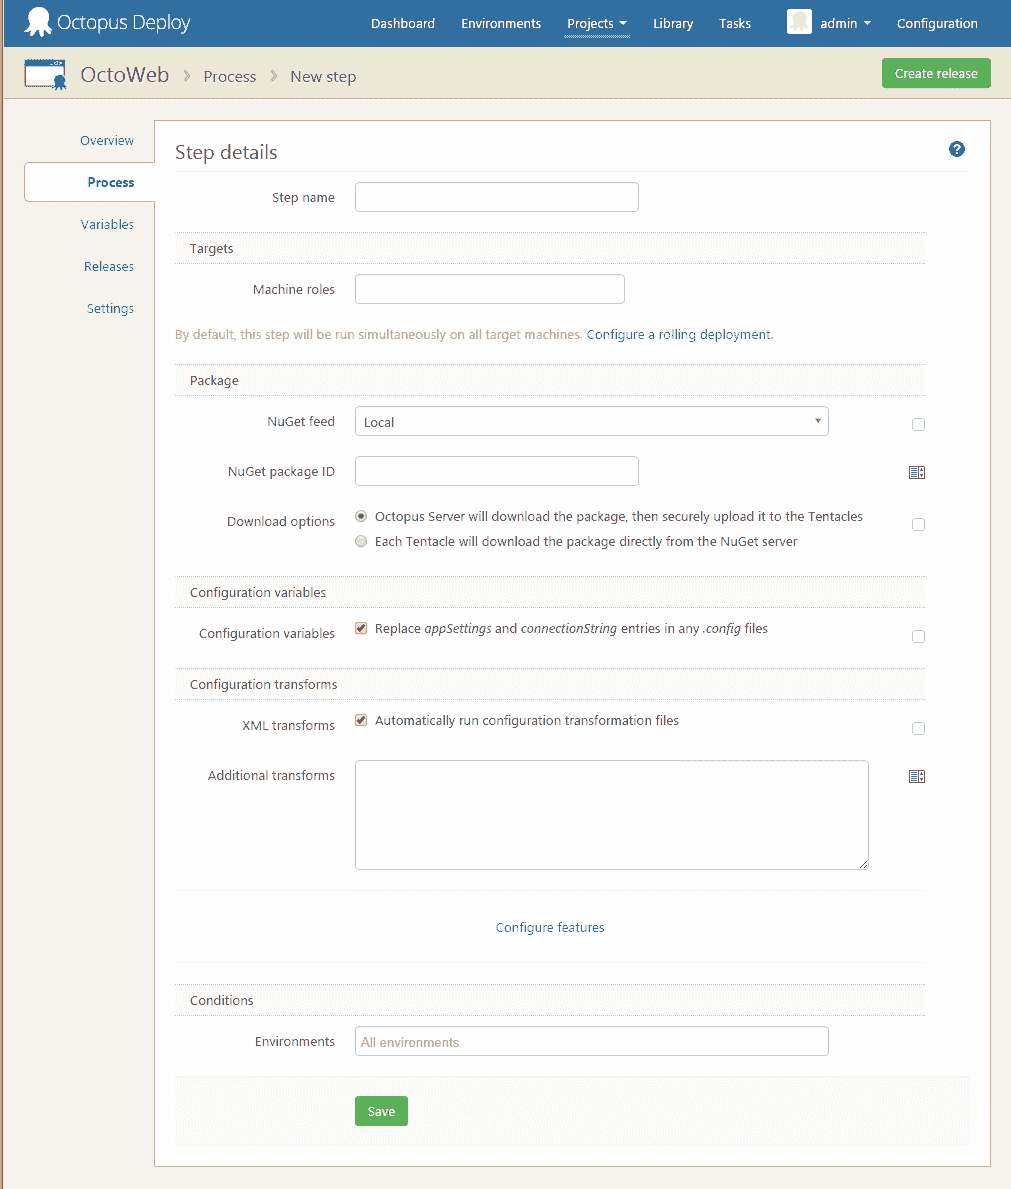 Octopus Deploy Dashboard Environments Projects Library Tasks admin Configuration
OctoWeb Process New step Create release
Overview
Process
Variables
Releases
Settings
Step details
Step name
Targets
Machine roles
By default, this step will be run simultaneously on all target machines. Configure a rolling deployment.
Package
NuGet feed Local
NuGet package ID
Download options Octopus Server will download the package, then securely upload it to the Tentacles
Each Tentacle will download the package directly from the NuGet server
Configuration variables
Configuration variables Replace appSettings and connectionString entries in any .config files
Configuration transforms
XML transforms Automatically run configuration transformation files
Additional transforms
Configure features
Conditions
Environments All environments
Save